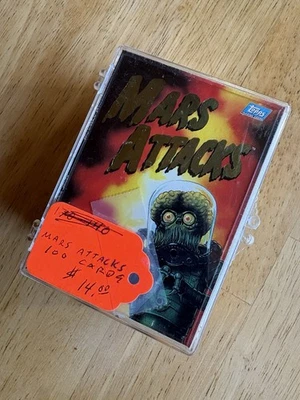 TOPPS
MARS
ATTACKS
MARS ATTACKS
100 CARDS
$ 14.00